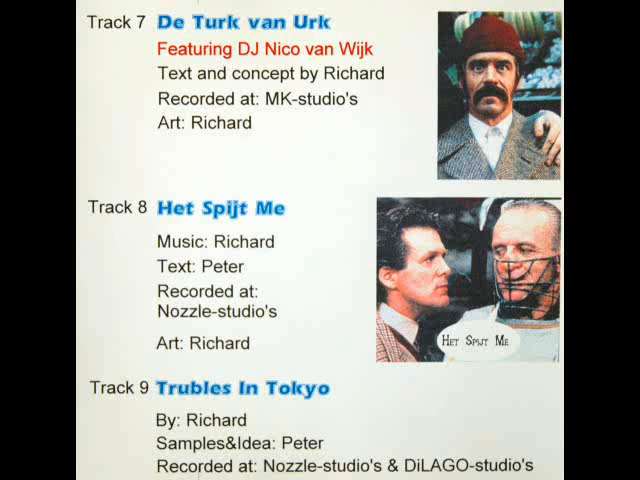 Track 7 De Turk van Urk
Featuring DJ Nico van Wijk
Text and concept by Richard
Recorded at: MK-studio's
Art: Richard
Track 8 Het Spijt Me
Music: Richard
Text: Peter
Recorded at:
Nozzle-studio's
Art: Richard
Het Spijt Me
Track 9 Trubles In Tokyo
By: Richard
Samples&Idea: Peter
Recorded at: Nozzle-studio's & DiLAGO-studio's